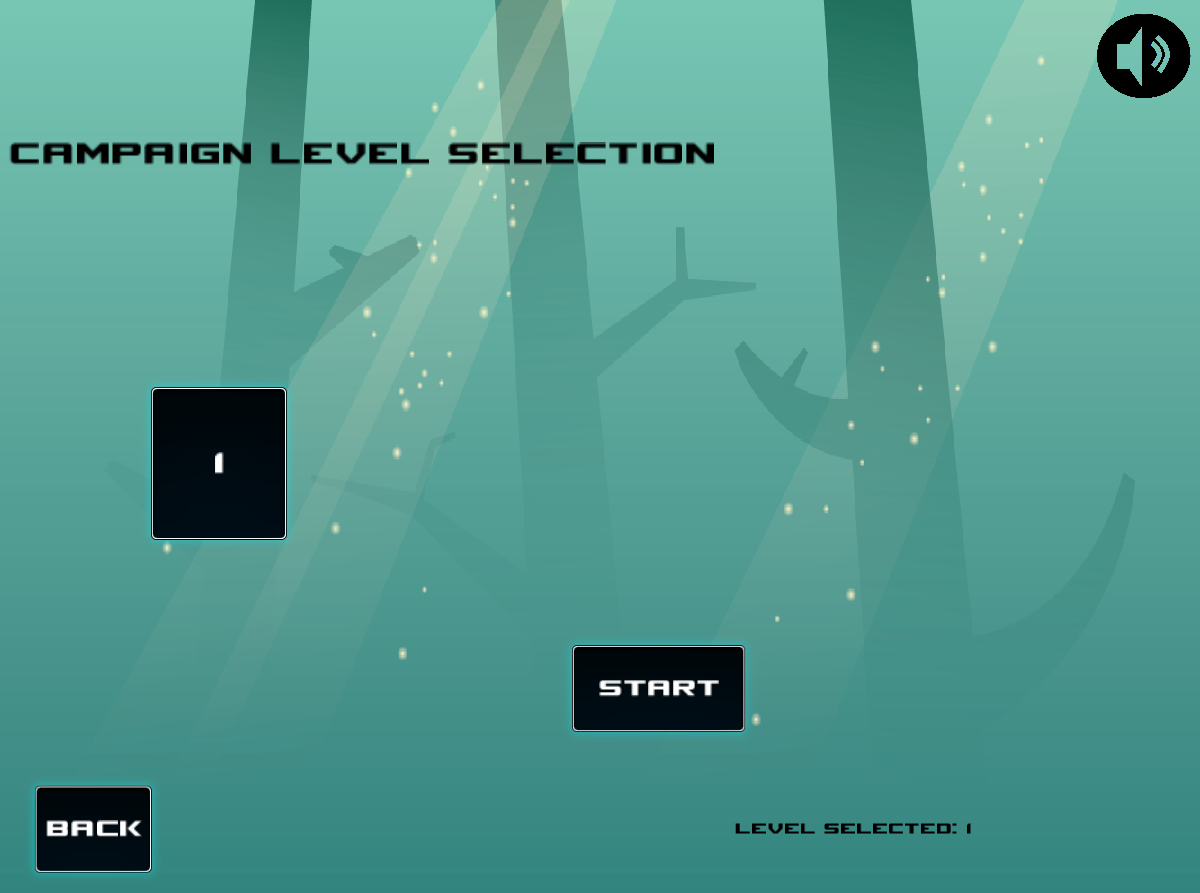 CAMPAIGN LEVEL SELECTION
1
START
BACK
LEVEL SELECTED: 1